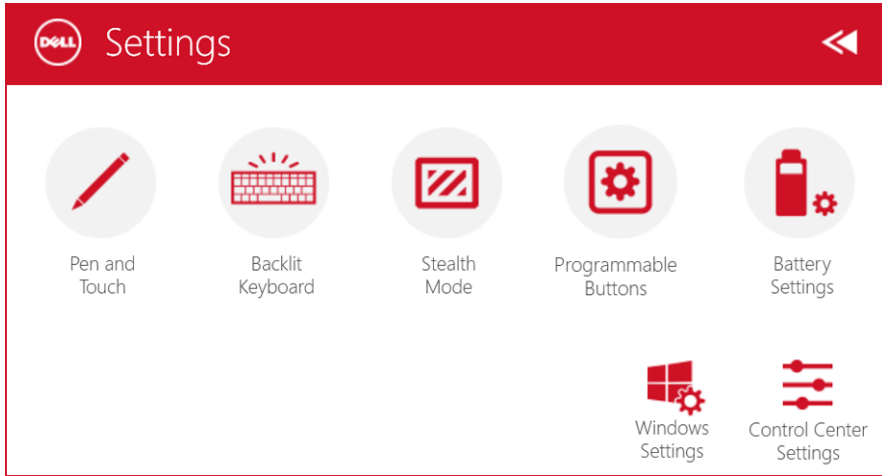 DELL Settings
Pen and
Touch
Backlit
Keyboard
Stealth
Mode
Programmable
Buttons
Battery
Settings
Windows
Settings
Control Center
Settings